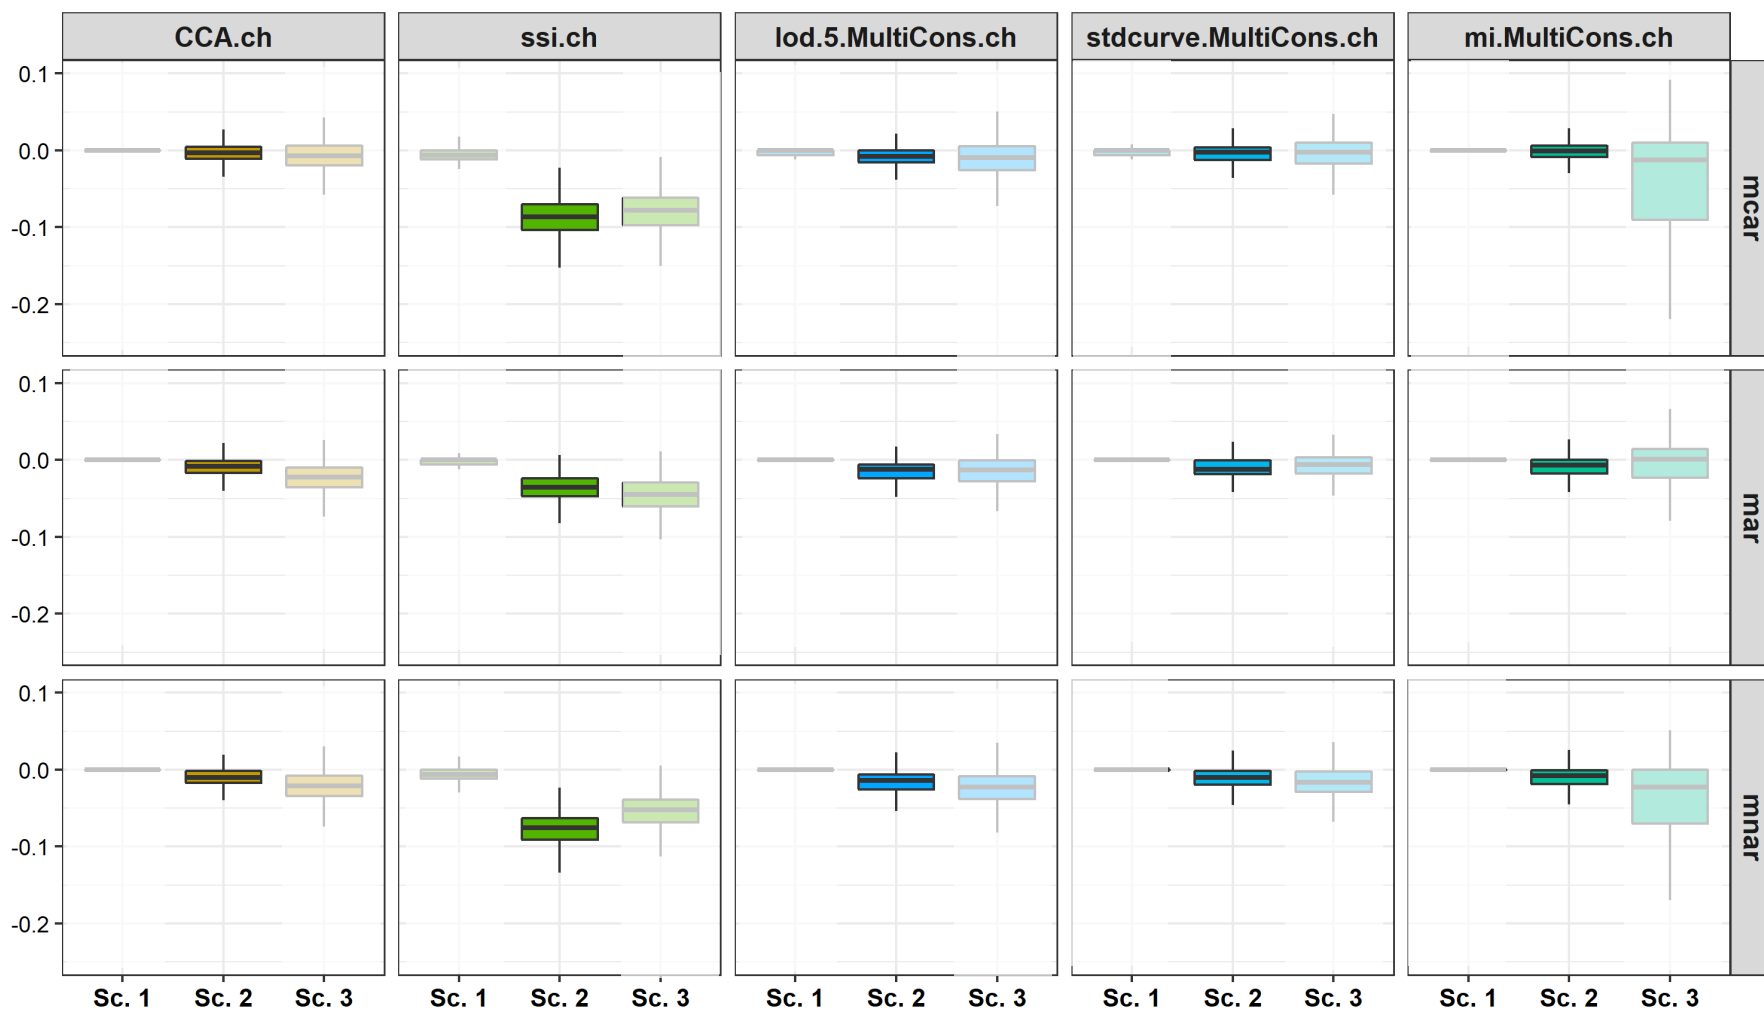 CCA.ch ssi.ch lod.5.MultiCons.ch stdcurve.MultiCons.ch mi.MultiCons.ch
0.1
0.0
-0.1
-0.2
mcar
0.1
0.0
-0.1
-0.2
mar
0.1
0.0
-0.1
-0.2
mnar
Sc. 1 Sc. 2 Sc. 3 Sc. 1 Sc. 2 Sc. 3 Sc. 1 Sc. 2 Sc. 3 Sc. 1 Sc. 2 Sc. 3 Sc. 1 Sc. 2 Sc. 3